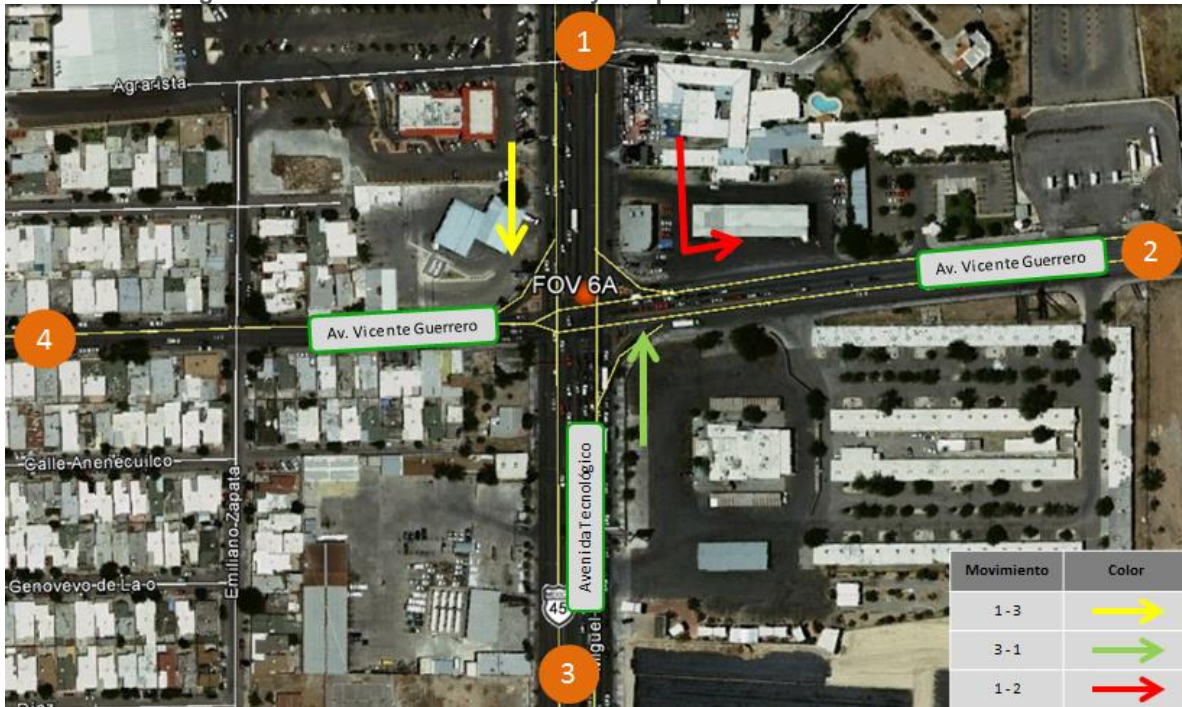 1
Agrarista
2
Av. Vicente Guerrero
FOV 6A
Av. Vicente Guerrero
4
Calle Anenecuilco
Emiliano Zapata
Avenida Tecnológico
Genovevo de La o
45
Miguel
3
Movimiento Color
1 - 3
3 - 1
1 - 2